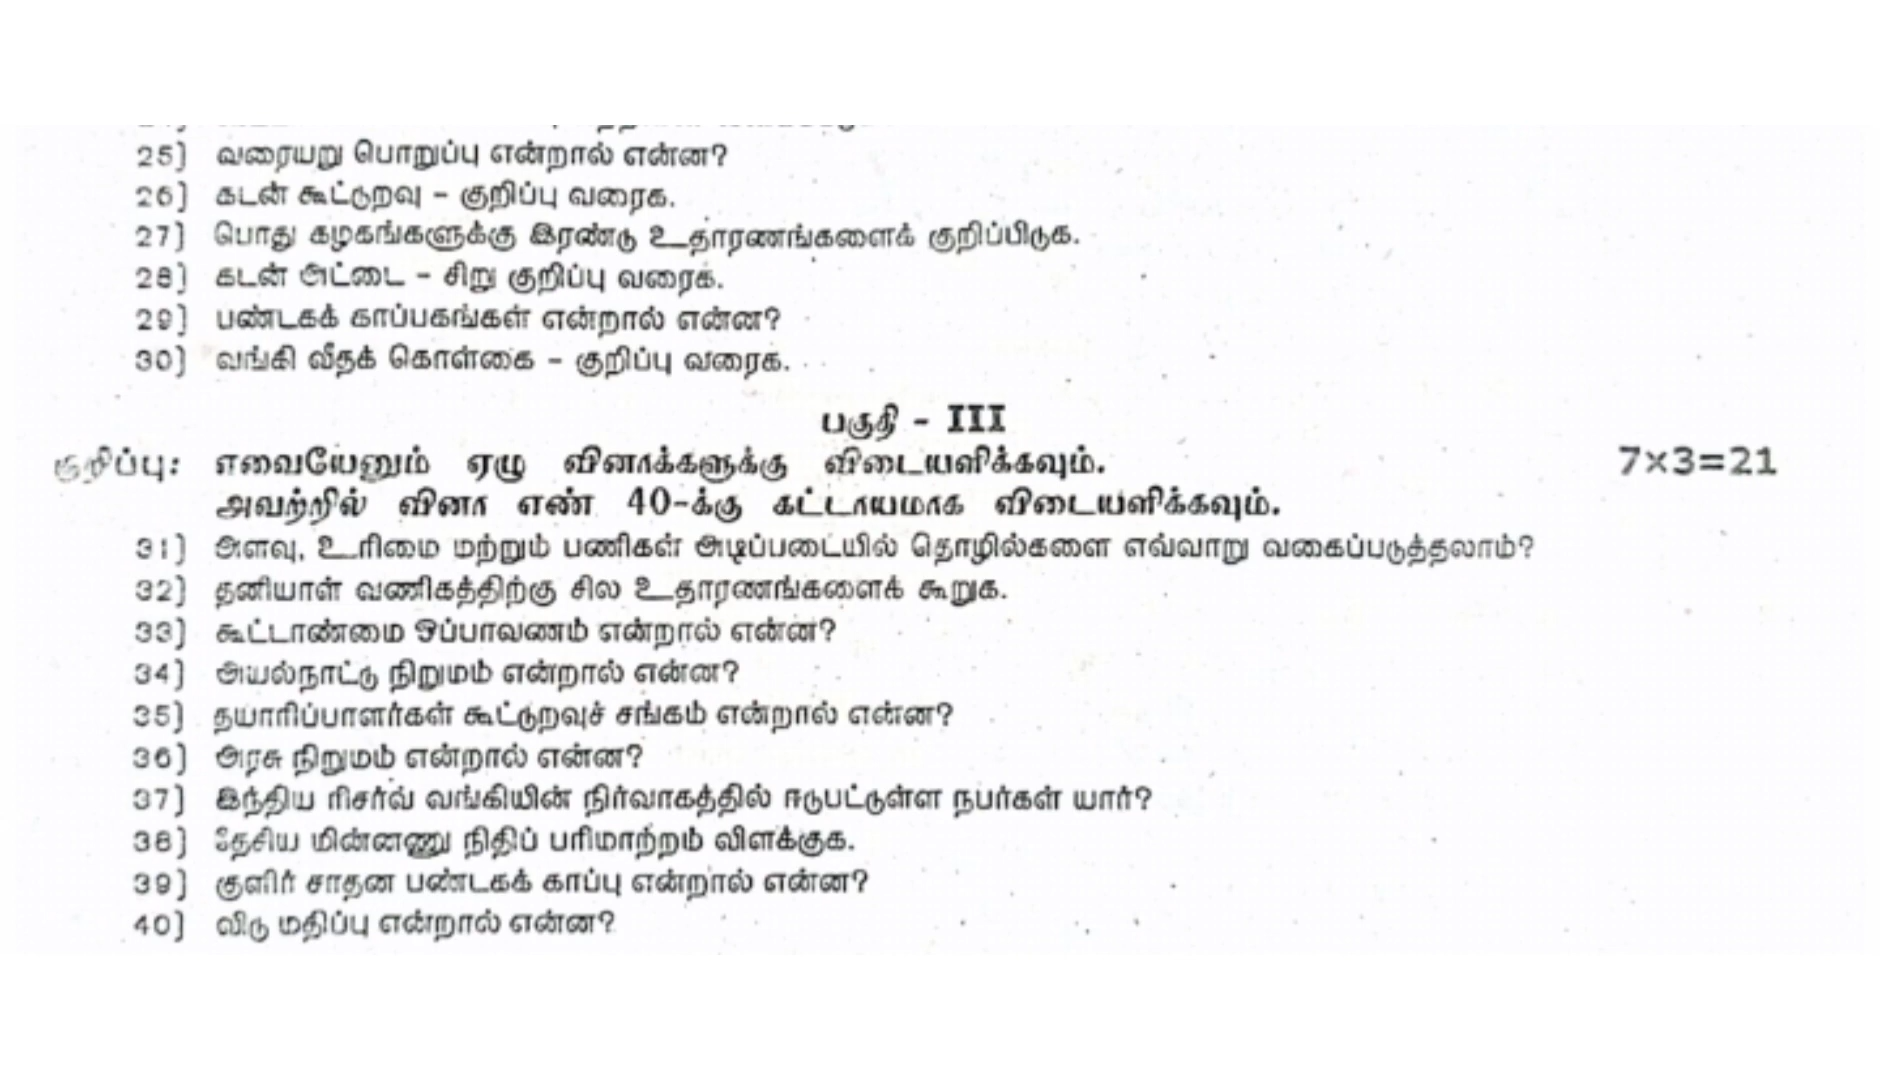 25] வரையறு பொறுப்பு என்றால் என்ன?
26] கடன் கூட்டுறவு - குறிப்பு வரைக.
27] பொது கழகங்களுக்கு இரண்டு உதாரணங்களைக் குறிப்பிடுக.
28] கடன் அட்டை - சிறு குறிப்பு வரைக.
29] பண்டகக் காப்பகங்கள் என்றால் என்ன?
30] வங்கி வீதக் கொள்கை - குறிப்பு வரைக.
பகுதி - III
குறிப்பு: எவையேனும் ஏழு வினாக்களுக்கு விடையளிக்கவும். 7×3=21
அவற்றில் வினா எண் 40-க்கு கட்டாயமாக விடையளிக்கவும்.
31] அளவு, உரிமை மற்றும் பணிகள் அடிப்படையில் தொழில்களை எவ்வாறு வகைப்படுத்தலாம்?
32] தனியாள் வணிகத்திற்கு சில உதாரணங்களைக் கூறுக.
33] கூட்டாண்மை ஒப்பாவணம் என்றால் என்ன?
34] அயல்நாட்டு நிறுமம் என்றால் என்ன?
35] தயாரிப்பாளர்கள் கூட்டுறவுச் சங்கம் என்றால் என்ன?
36] அரசு நிறுமம் என்றால் என்ன?
37] இந்திய ரிசர்வ் வங்கியின் நிர்வாகத்தில் ஈடுபட்டுள்ள நபர்கள் யார்?
38] தேசிய மின்னணு நிதிப் பரிமாற்றம் விளக்குக.
39] குளிர் சாதன பண்டகக் காப்பு என்றால் என்ன?
40] விடு மதிப்பு என்றால் என்ன?